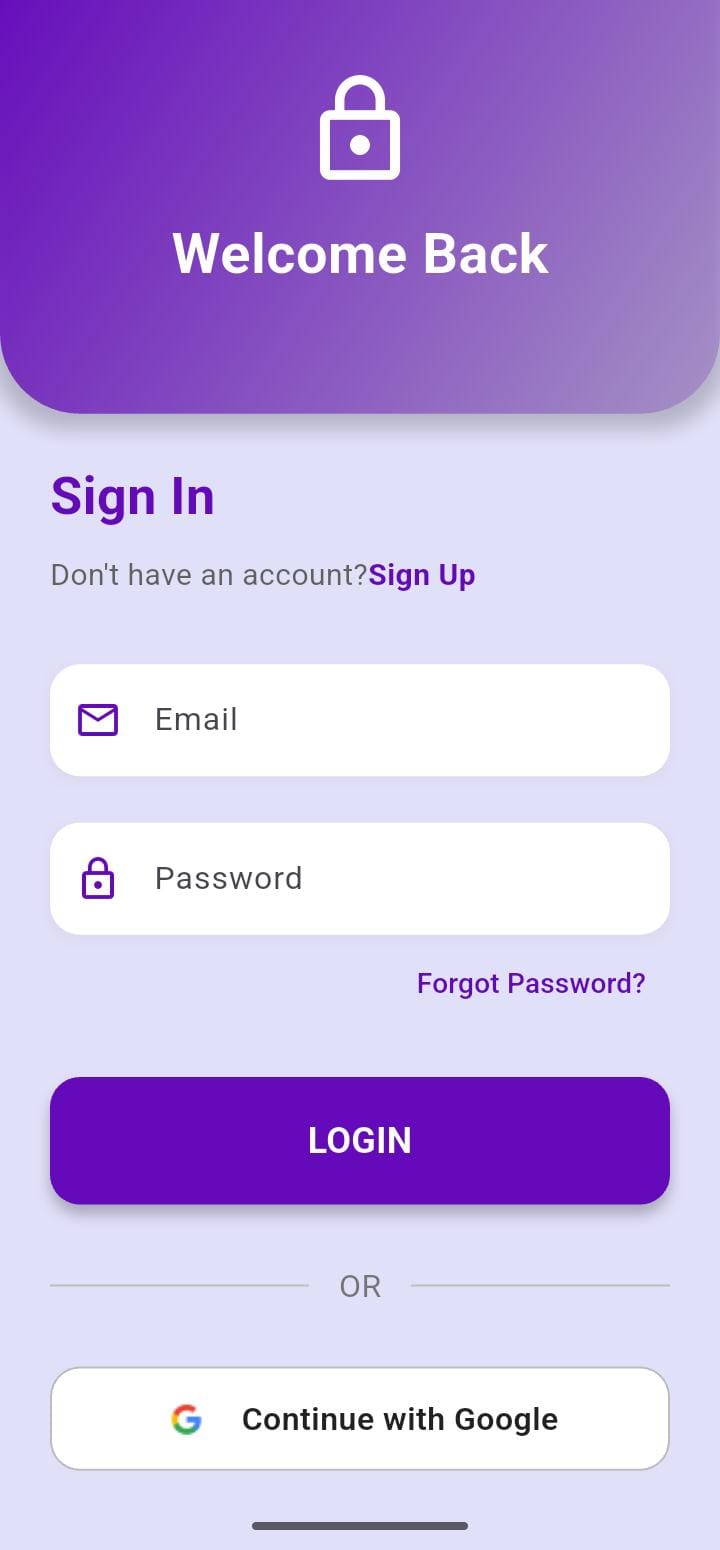 Welcome Back
Sign In
Don't have an account?Sign Up
Email
Password
Forgot Password?
LOGIN
OR
Continue with Google